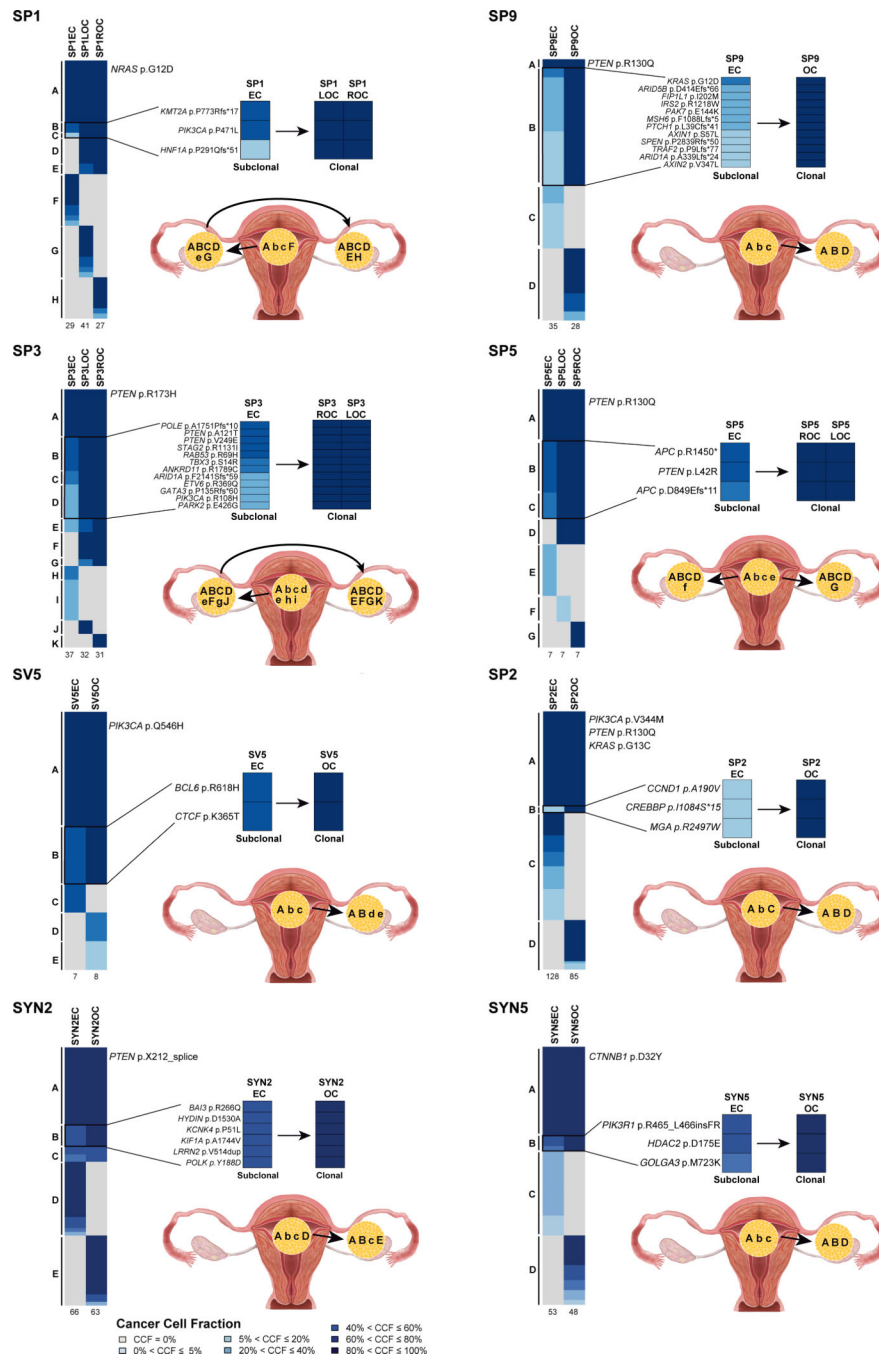 SP1
SP1EC
SP1LOC
SP1ROC
A
B
C
D
E
F
G
H
29 41 27
NRAS p.G12D
KMT2A p.P773Rfs*17
PIK3CA p.P471L
HNF1A p.P291Qfs*51
SP1
EC
Subclonal
SP1 SP1
LOC ROC
Clonal
ABCD
eG
AbcF
ABCD
EH
SP9
SP9EC
SP9OC
A
B
C
D
35 28
PTEN p.R130Q
KRAS p.G12D
ARID5B p.D414Efs*66
FIP1L1 p.I202M
IRS2 p.R1218W
PAK7 p.E144K
MSH6 p.F1088Lfs*5
PTCH1 p.L39Cfs*41
AXIN1 p.S57L
SPEN p.P2839Rfs*50
TRAF2 p.P9Lfs*77
ARID1A p.A339Lfs*24
AXIN2 p.V347L
SP9
EC
Subclonal
SP9
OC
Clonal
Abc
ABD
SP3
SP3EC
SP3LOC
SP3ROC
A
B
C
D
E
F
G
H
I
J
K
37 32 31
PTEN p.R173H
POLE p.A1751Pfs*10
PTEN p.A121T
PTEN p.V249E
STAG2 p.R1131I
RAB53 p.R69H
TBX3 p.S14R
ANKRD11 p.R1789C
ARID1A p.F2141Sfs*59
ETV6 p.R369Q
GATA3 p.P135Rfs*60
PIK3CA p.R108H
PARK2 p.E426G
SP3
EC
Subclonal
SP3 SP3
ROC LOC
Clonal
ABCD
eFgJ
Abcd
ehi
ABCD
EFGK
SP5
SP5EC
SP5LOC
SP5ROC
A
B
C
D
E
F
G
7 7 7
PTEN p.R130Q
APC p.R1450*
PTEN p.L42R
APC p.D849Efs*11
SP5
EC
Subclonal
SP5 SP5
ROC LOC
Clonal
ABCD
f
Abce
ABCD
G
SV5
SV5EC
SV5OC
A
B
C
D
E
7 8
PIK3CA p.Q546H
BCL6 p.R618H
CTCF p.K365T
SV5
EC
Subclonal
SV5
OC
Clonal
Abc
ABde
SP2
SP2EC
SP2OC
A
B
C
D
128 85
PIK3CA p.V344M
PTEN p.R130Q
KRAS p.G13C
CCND1 p.A190V
CREBBP p.I1084S*15
MGA p.R2497W
SP2
EC
Subclonal
SP2
OC
Clonal
AbC
ABD
SYN2
SYN2EC
SYN2OC
A
B
C
D
E
66 63
PTEN p.X212_splice
BAI3 p.R266Q
HYDIN p.D1530A
KCNK4 p.P51L
KIF1A p.A1744V
LRRN2 p.V514dup
POLK p.Y188D
SYN2
EC
Subclonal
SYN2
OC
Clonal
AbcD
ABcE
SYN5
SYN5EC
SYN5OC
A
B
C
D
53 48
CTNNB1 p.D32Y
PIK3R1 p.R465_L466insFR
HDAC2 p.D175E
GOLGA3 p.M723K
SYN5
EC
Subclonal
SYN5
OC
Clonal
Abc
ABD
Cancer Cell Fraction
CCF = 0%
0% < CCF ≤ 5%
5% < CCF ≤ 20%
20% < CCF ≤ 40%
40% < CCF ≤ 60%
60% < CCF ≤ 80%
80% < CCF ≤ 100%